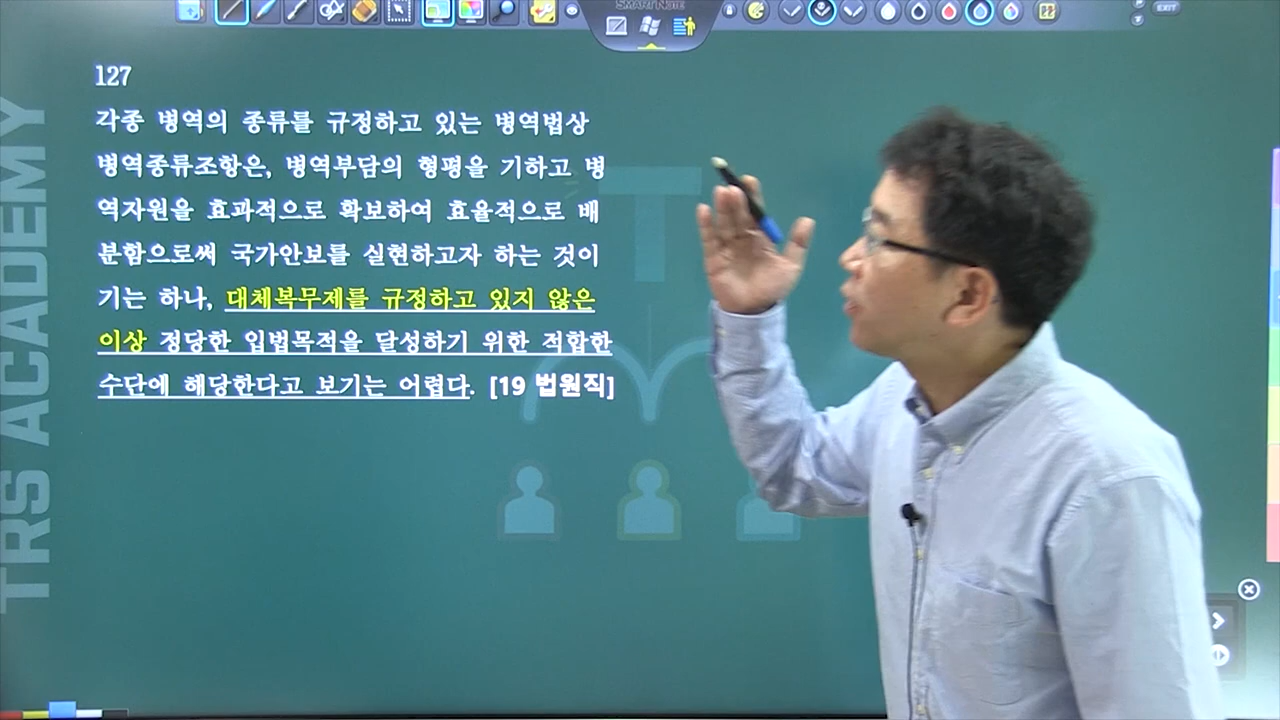 SMART NOTE
EXIT
127
각종 병역의 종류를 규정하고 있는 병역법상
병역종류조항은, 병역부담의 형평을 기하고 병
역자원을 효과적으로 확보하여 효율적으로 배
분함으로써 국가안보를 실현하고자 하는 것이
기는 하나, 대체복무제를 규정하고 있지 않은
이상 정당한 입법목적을 달성하기 위한 적합한
수단에 해당한다고 보기는 어렵다. [19 법원직]
TRS ACADEMY